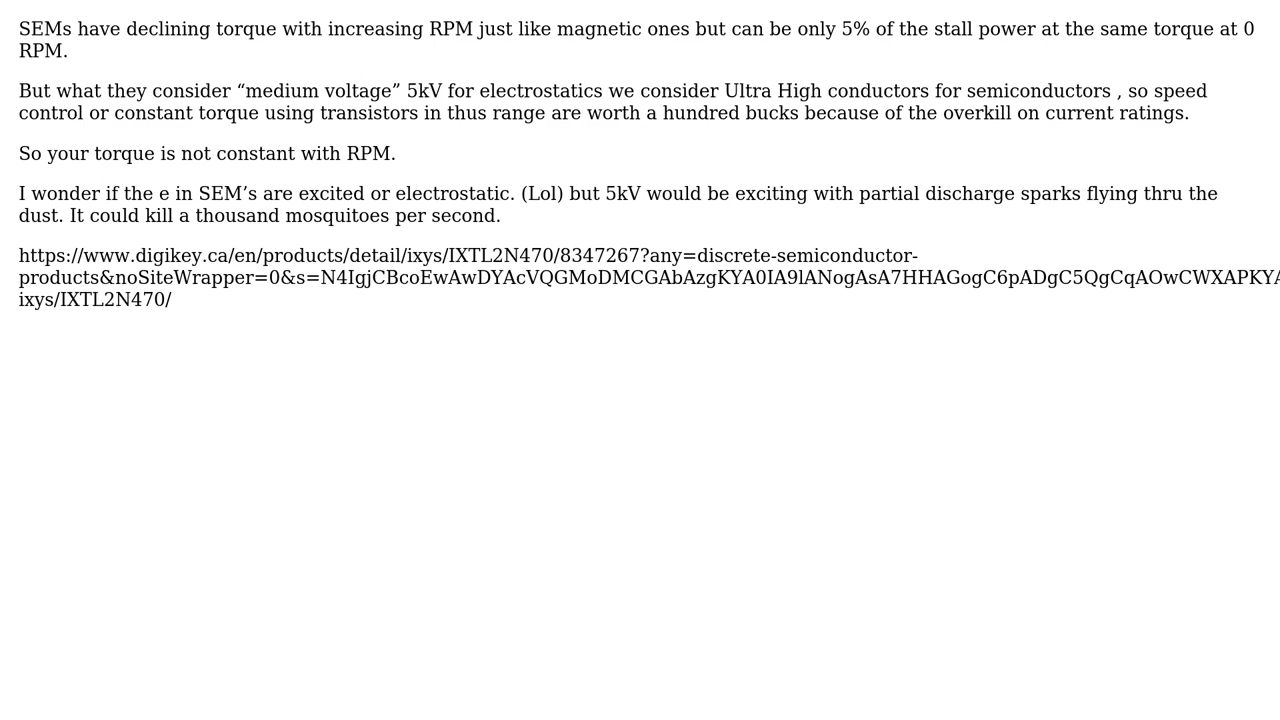 SEMs have declining torque with increasing RPM just like magnetic ones but can be only 5% of the stall power at the same torque at 0
RPM.
But what they consider “medium voltage” 5kV for electrostatics we consider Ultra High conductors for semiconductors , so speed
control or constant torque using transistors in thus range are worth a hundred bucks because of the overkill on current ratings.
So your torque is not constant with RPM.
I wonder if the e in SEM’s are excited or electrostatic. (Lol) but 5kV would be exciting with partial discharge sparks flying thru the
dust. It could kill a thousand mosquitoes per second.
https://www.digikey.ca/en/products/detail/ixys/IXTL2N470/8347267?any=discrete-semiconductor-
products&noSiteWrapper=0&s=N4IgjCBcoEwAwDYAcVQGMoDMCGAbAzgKYA0IA9lANogAsA7HHAGogC6pADgC5QgCqAOwCWXAPKYA
ixys/IXTL2N470/